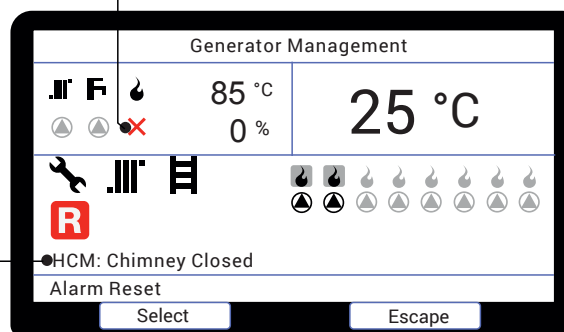 Generator Management
85 °C
25 °C
0 %
R
HCM: Chimney Closed
Alarm Reset
Select
Escape